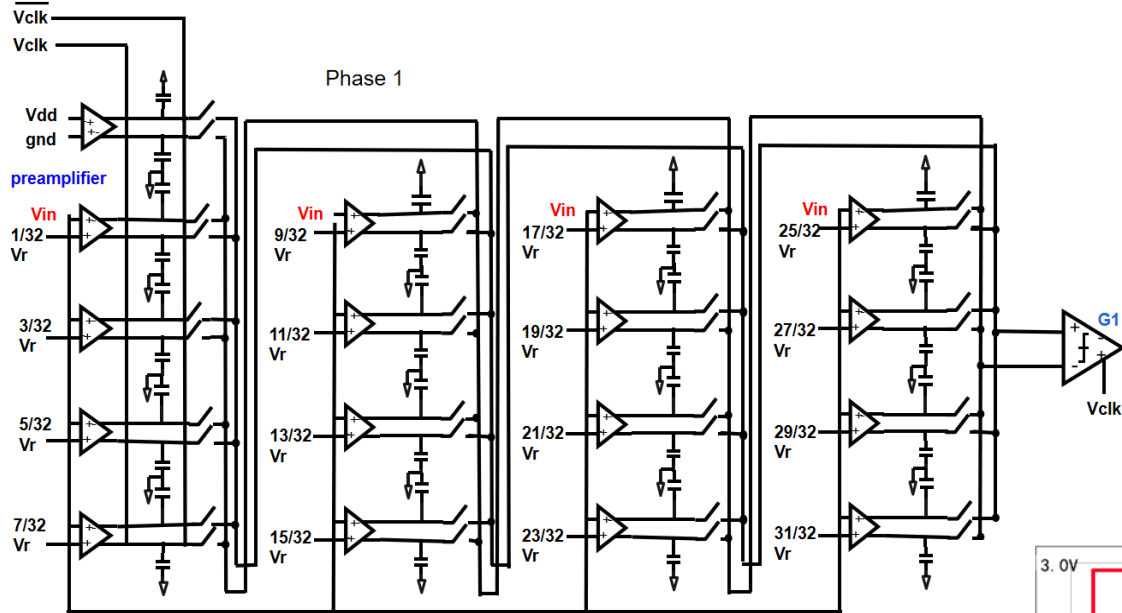 Vclk
Vclk
Phase 1
Vdd
gnd
preamplifier
Vin
1/32
Vr
3/32
Vr
5/32
Vr
7/32
Vr
Vin
9/32
Vr
11/32
Vr
13/32
Vr
15/32
Vr
Vin
17/32
Vr
19/32
Vr
21/32
Vr
23/32
Vr
Vin
25/32
Vr
27/32
Vr
29/32
Vr
31/32
Vr
G1
Vclk
3.0V